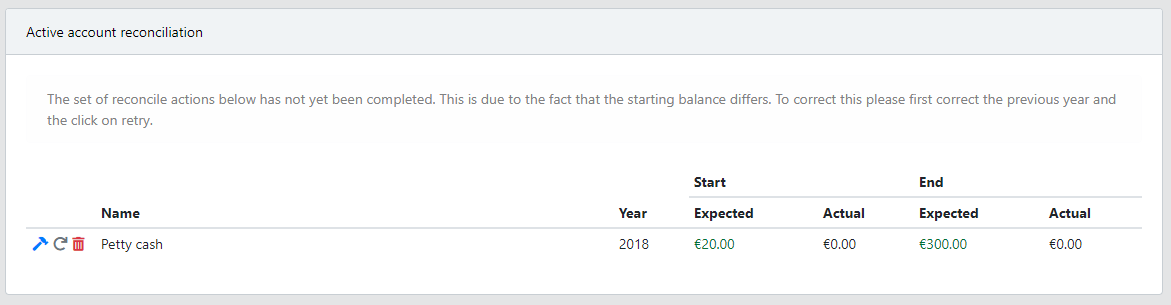 Active account reconciliation
The set of reconcile actions below has not yet been completed. This is due to the fact that the starting balance differs. To correct this please first correct the previous year and
the click on retry.
Start End
Name Year Expected Actual Expected Actual
Petty cash 2018 €20.00 €0.00 €300.00 €0.00